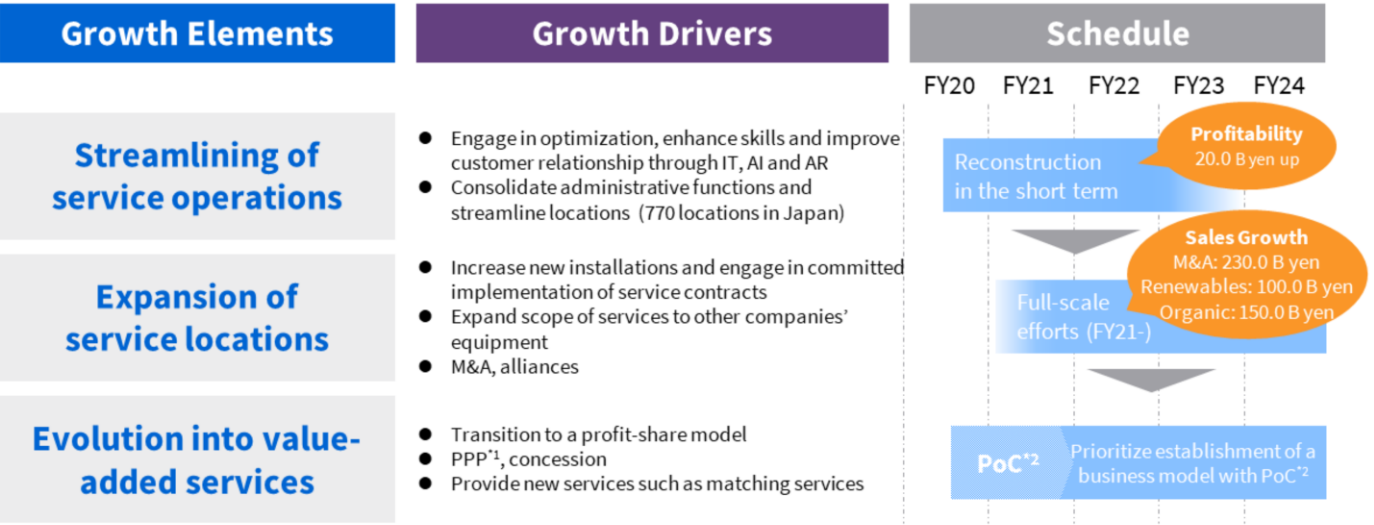 Growth Elements
Growth Drivers
Schedule
FY20 FY21 FY22 FY23 FY24
Streamlining of
service operations
● Engage in optimization, enhance skills and improve
customer relationship through IT, AI and AR
● Consolidate administrative functions and
streamline locations (770 locations in Japan)
Reconstruction
in the short term
Profitability
20.0 B yen up
Expansion of
service locations
● Increase new installations and engage in committed
implementation of service contracts
● Expand scope of services to other companies’
equipment
● M&A, alliances
Full-scale
efforts (FY21-)
Sales Growth
M&A: 230.0 B yen
Renewables: 100.0 B yen
Organic: 150.0 B yen
Evolution into value-
added services
● Transition to a profit-share model
● PPP*1, concession
● Provide new services such as matching services
PoC*2
Prioritize establishment of a
business model with PoC*2